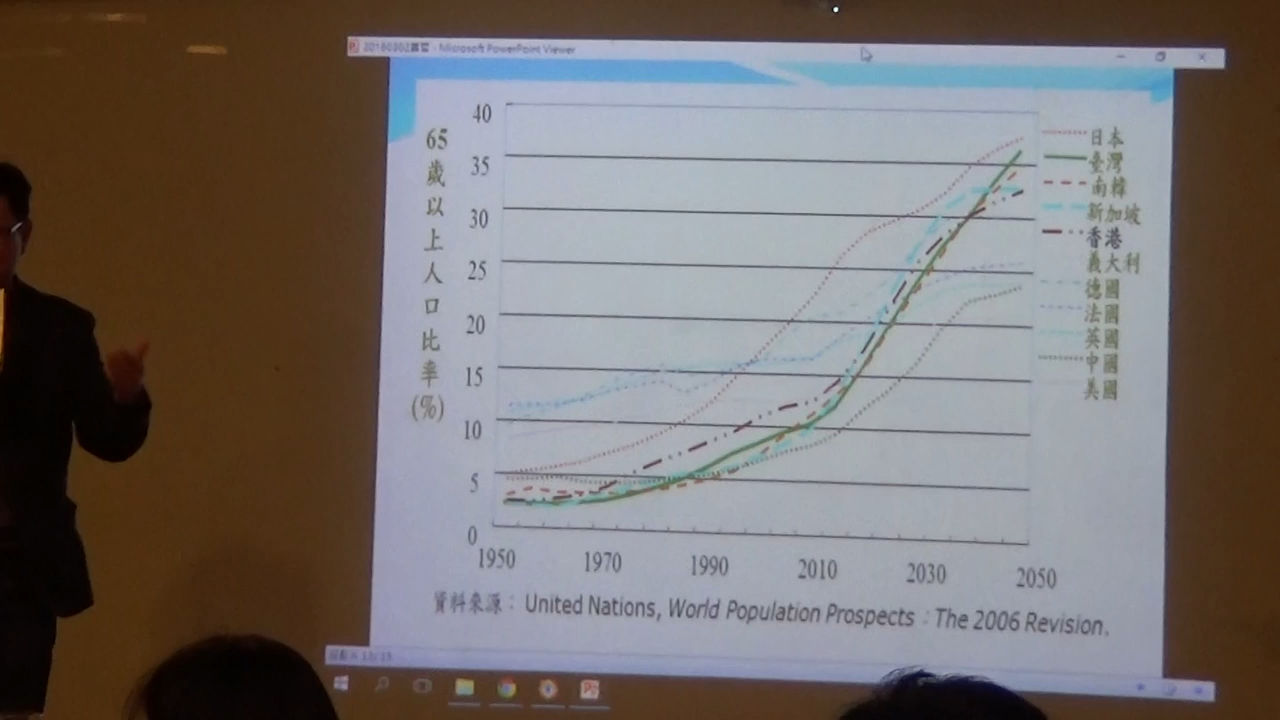 20160302簡報 - Microsoft PowerPoint Viewer
65歲以上人口比率(%)
40
35
30
25
20
15
10
5
0
1950 1970 1990 2010 2030 2050
日本
臺灣
南韓
新加坡
香港
義大利
德國
法國
英國
中國
美國
資料來源：United Nations, World Population Prospects：The 2006 Revision.